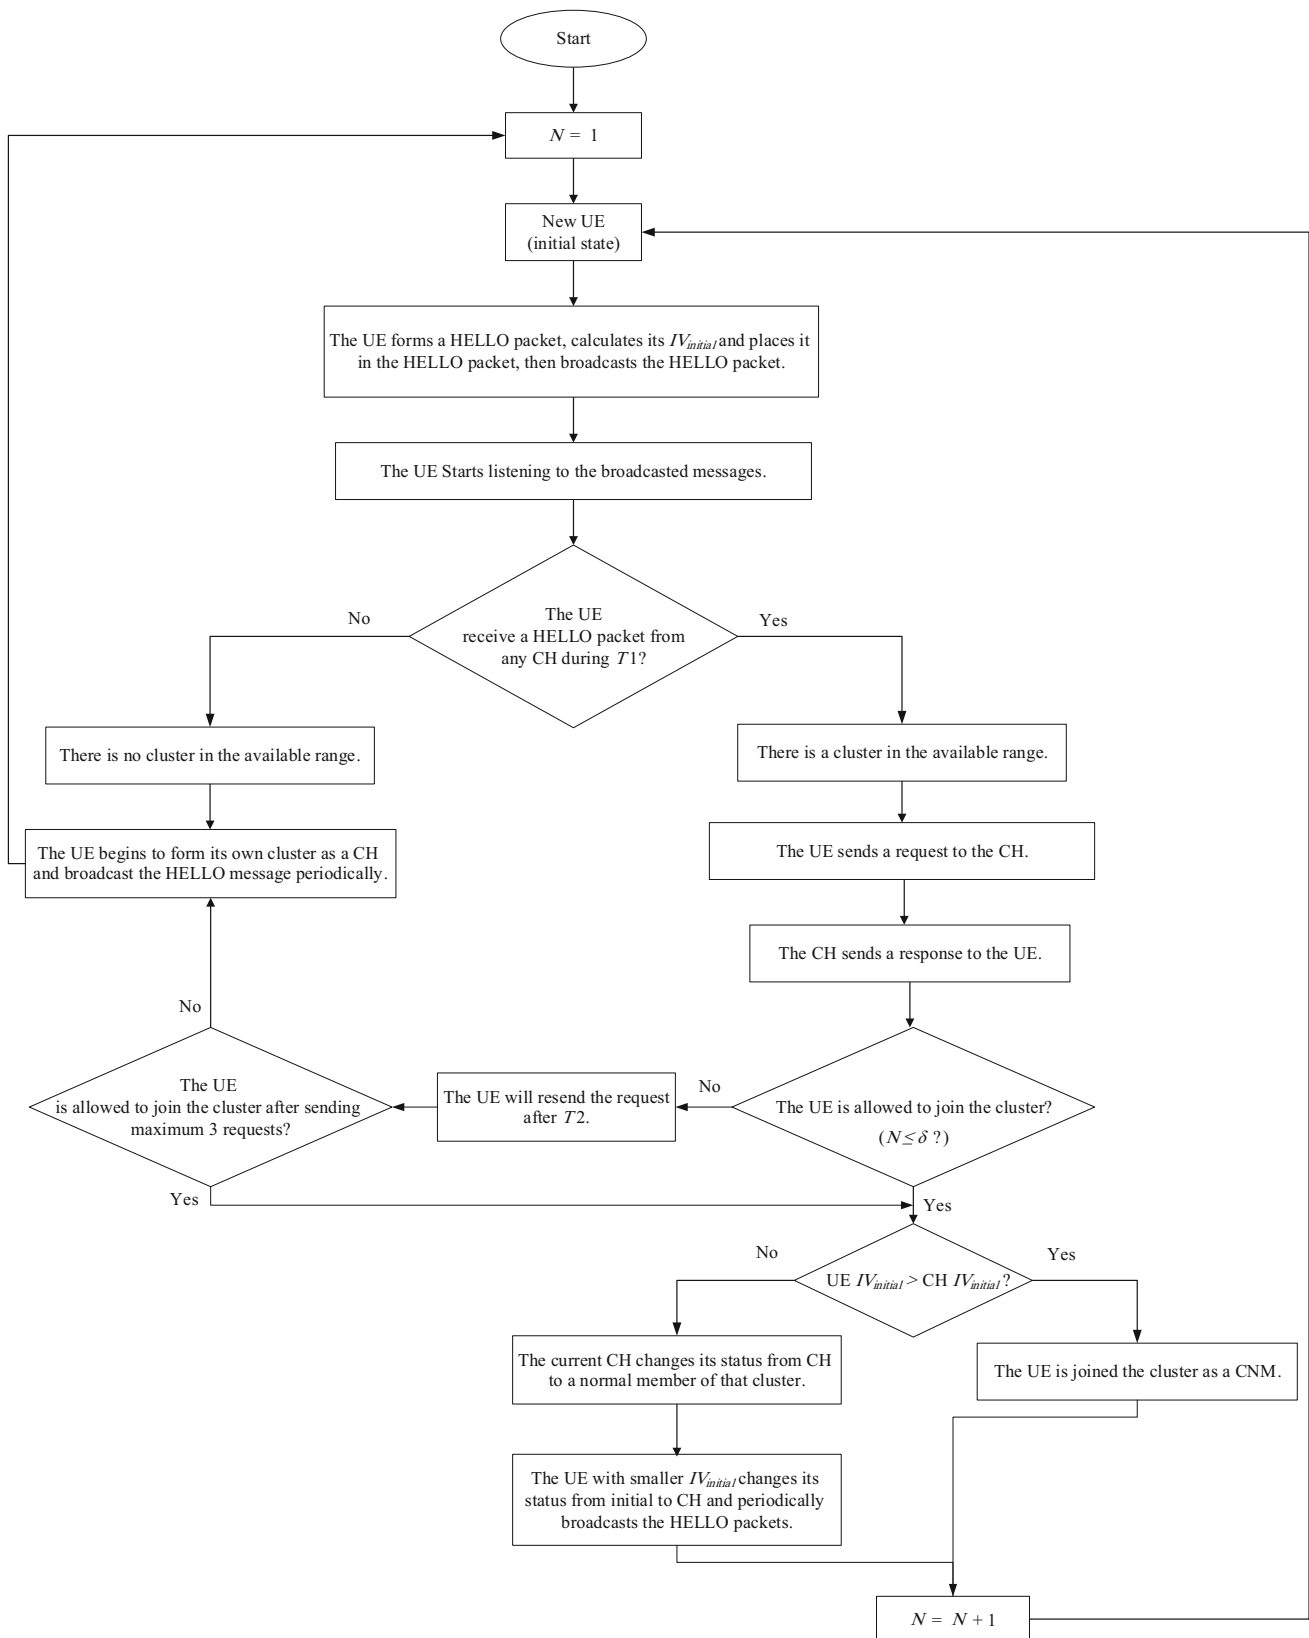 Start
N = 1
New UE
(initial state)
The UE forms a HELLO packet, calculates its IVinitial and places it
in the HELLO packet, then broadcasts the HELLO packet.
The UE Starts listening to the broadcasted messages.
No
The UE
receive a HELLO packet from
any CH during T1?
Yes
There is no cluster in the available range.
There is a cluster in the available range.
The UE begins to form its own cluster as a CH
and broadcast the HELLO message periodically.
The UE sends a request to the CH.
The CH sends a response to the UE.
No
The UE
is allowed to join the cluster after sending
maximum 3 requests?
The UE will resend the request
after T2.
No
The UE is allowed to join the cluster?
(N ≤ δ ?)
Yes
Yes
No
UE IVinitial > CH IVinitial ?
Yes
The current CH changes its status from CH
to a normal member of that cluster.
The UE is joined the cluster as a CNM.
The UE with smaller IVinitial changes its
status from initial to CH and periodically
broadcasts the HELLO packets.
N = N + 1